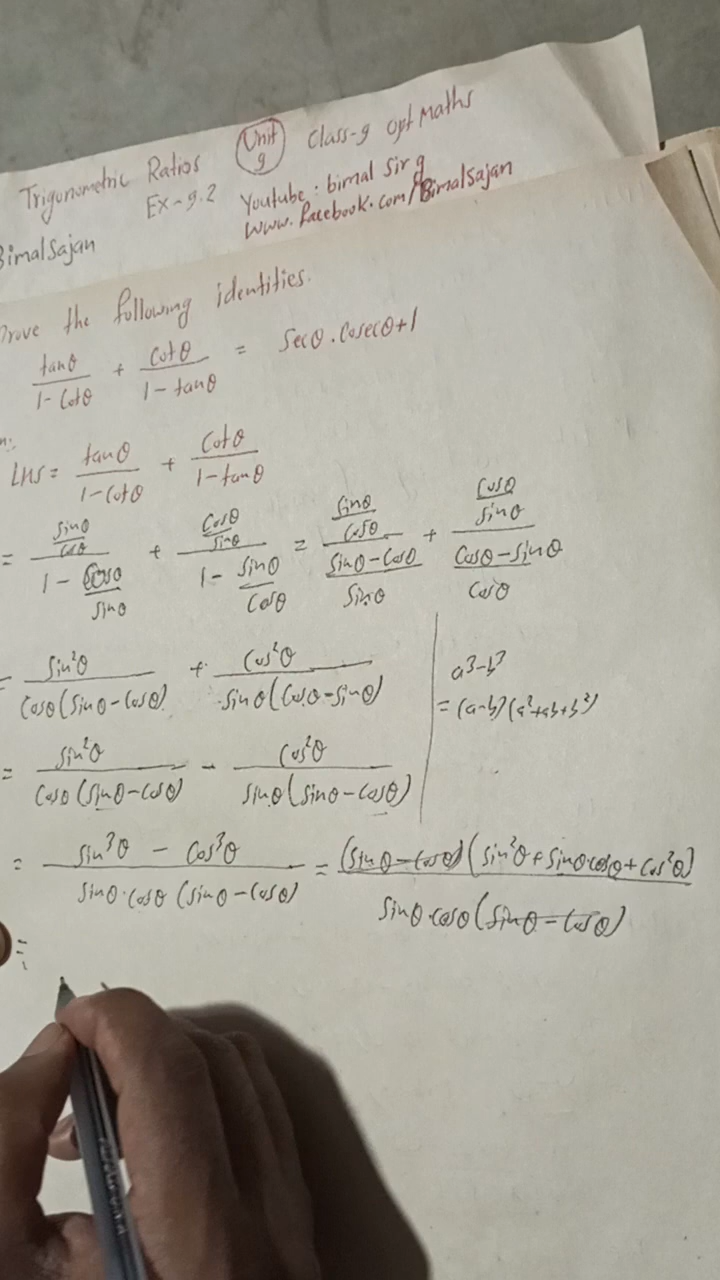 Trigonometric Ratios Unit 9 Class-9 opt Maths
Ex-9.2 Youtube: bimal Sir g
BimalSajan www.facebook.com/BimalSajan
Prove the following identities.
tanθ/(1-Cotθ) + Cotθ/(1-tanθ) = Secθ.Cosecθ+1
LHS = tanθ/(1-cotθ) + Cotθ/(1-tanθ)
= (Sinθ/Cosθ)/(1-Cosθ/Sinθ) + (Cosθ/Sinθ)/(1-Sinθ/Cosθ) = (Sinθ/Cosθ)/((Sinθ-Cosθ)/Sinθ) + (Cosθ/Sinθ)/((Cosθ-Sinθ)/Cosθ)
= Sin²θ/(Cosθ(Sinθ-Cosθ)) + Cos²θ/(Sinθ(Cosθ-Sinθ))
= Sin²θ/(Cosθ(Sinθ-Cosθ)) - Cos²θ/(Sinθ(Sinθ-Cosθ))
a³-b³
=(a-b)(a²+ab+b²)
= (Sin³θ - Cos³θ)/(Sinθ.Cosθ(Sinθ-Cosθ)) = (Sinθ-Cosθ)(Sin²θ+Sinθ.cosθ+Cos²θ)/(Sinθ.cosθ(Sinθ-Cosθ))
=